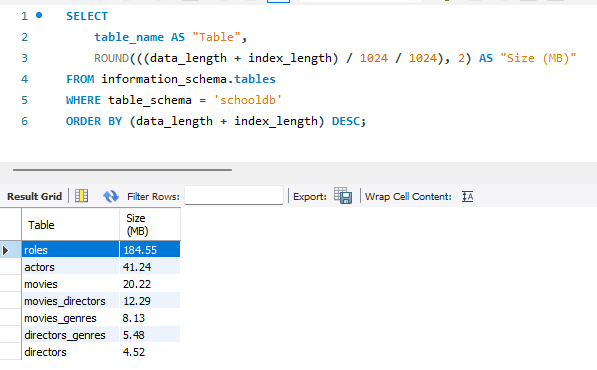 1 SELECT
2 table_name AS "Table",
3 ROUND(((data_length + index_length) / 1024 / 1024), 2) AS "Size (MB)"
4 FROM information_schema.tables
5 WHERE table_schema = 'schooldb'
6 ORDER BY (data_length + index_length) DESC;
Result Grid Filter Rows: Export: Wrap Cell Content: IA
Table Size
(MB)
roles 184.55
actors 41.24
movies 20.22
movies_directors 12.29
movies_genres 8.13
directors_genres 5.48
directors 4.52